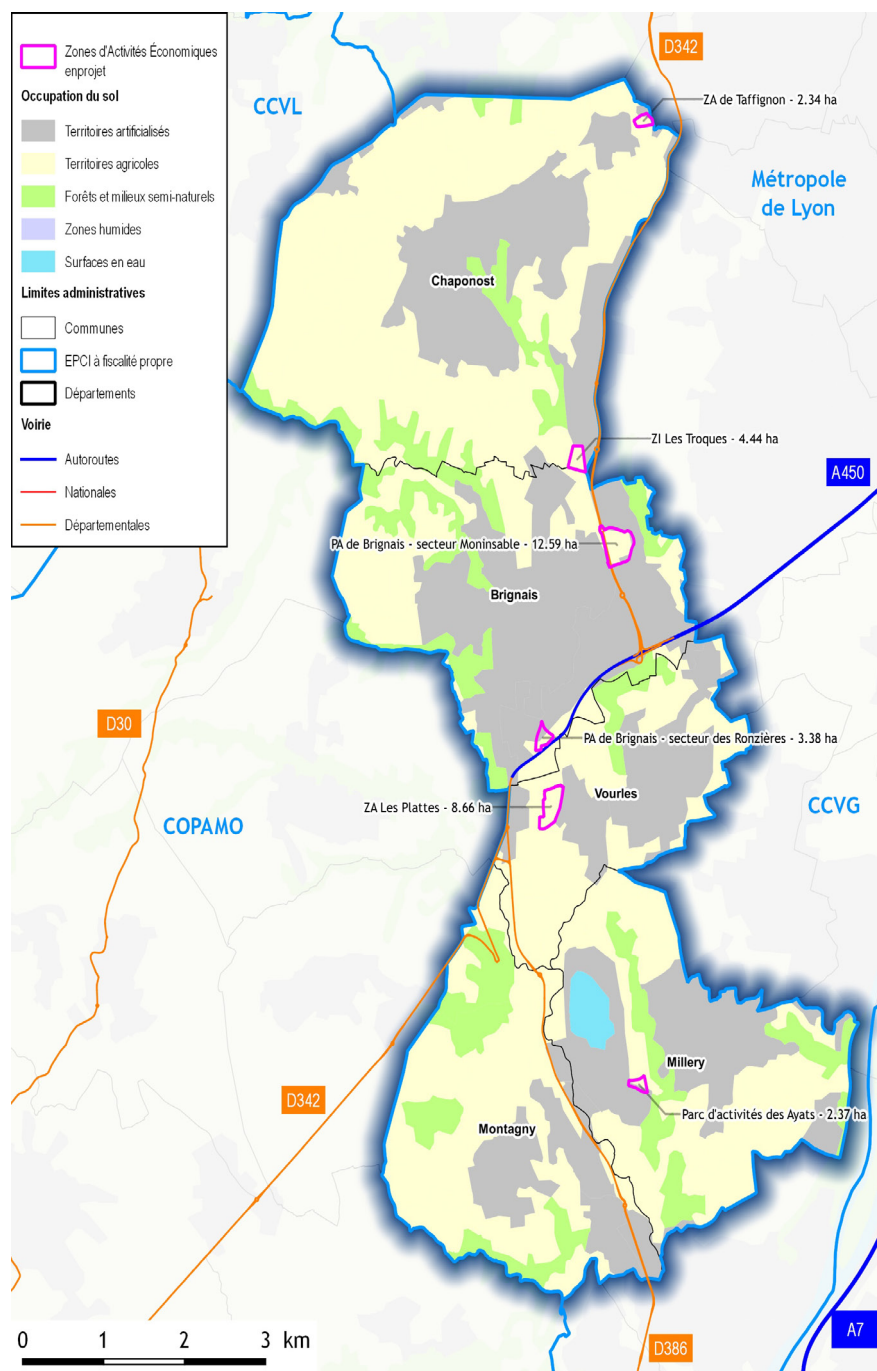 Zones d'Activités Économiques
enprojet
Occupation du sol
Territoires artificialisés
Territoires agricoles
Forêts et milieux semi-naturels
Zones humides
Surfaces en eau
Limites administratives
Communes
EPCI à fiscalité propre
Départements
Voirie
Autoroutes
Nationales
Départementales
D342
CCVL
ZA de Taffignon - 2.34 ha
Métropole
de Lyon
Chaponost
ZI Les Troques - 4.44 ha
A450
PA de Brignais - secteur Moninsable - 12.59 ha
Brignais
D30
PA de Brignais - secteur des Ronzières - 3.38 ha
Vourles
ZA Les Plattes - 8.66 ha
CCVG
COPAMO
Millery
D342
Parc d'activités des Ayats - 2.37 ha
Montagny
A7
D386
0 1 2 3 km